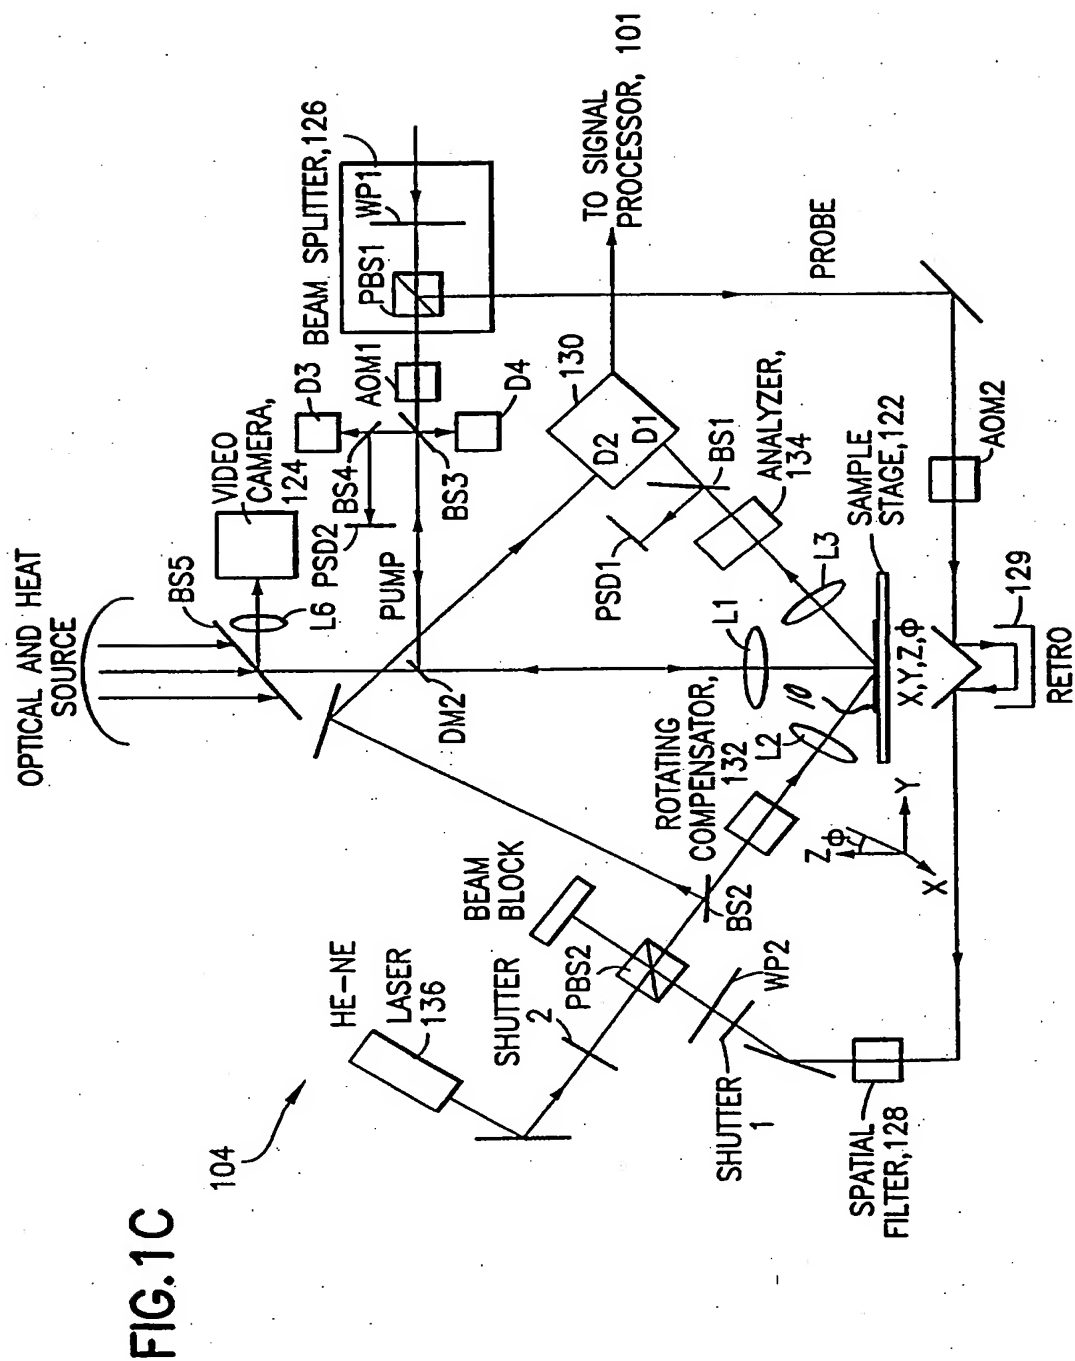 FIG.1C
104
OPTICAL AND HEAT
SOURCE
BS5
VIDEO
CAMERA,
124
L6
PSD2
BS4
D3
AOM1
BEAM SPLITTER,126
PBS1
WP1
PUMP
BS3
D4
DM2
TO SIGNAL
PROCESSOR, 101
130
D2
D1
PROBE
HE-NE
LASER
136
SHUTTER
2
BEAM
BLOCK
PBS2
BS2
ROTATING
COMPENSATOR,
132
L2
L1
10
PSD1
BS1
ANALYZER,
134
L3
SAMPLE
STAGE,122
X,Y,Z,Φ
AOM2
129
RETRO
Z
Φ
Y
X
WP2
SHUTTER
1
SPATIAL
FILTER,128